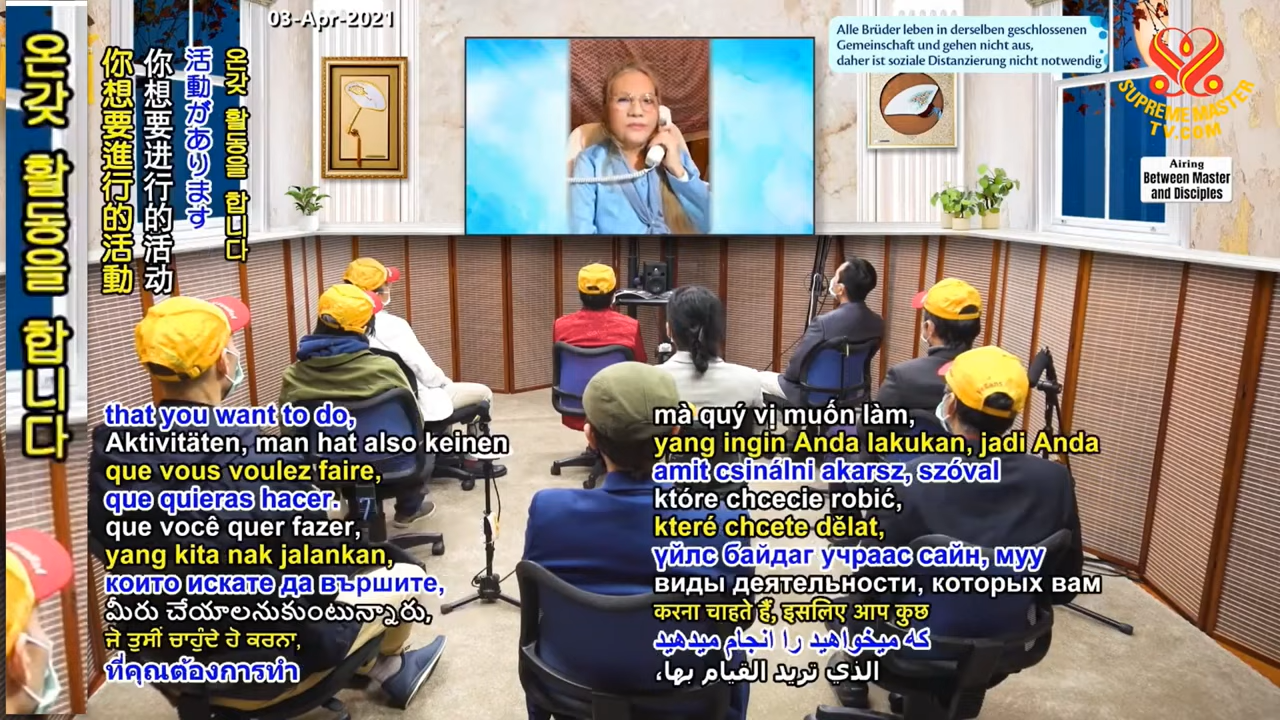 03-Apr-2021
Alle Brüder leben in derselben geschlossenen
Gemeinschaft und gehen nicht aus,
daher ist soziale Distanzierung nicht notwendig
SUPREME MASTER
TV.COM
Airing
Between Master
and Disciples
온갖 활동을 합니다
온갖 활동을 합니다
活動があります
你想要进行的活动
你想要進行的活動
that you want to do,
Aktivitäten, man hat also keinen
que vous voulez faire,
que quieras hacer.
que você quer fazer,
yang kita nak jalankan,
които искате да вършите,
మీరు చేయాలనుకుంటున్నారు,
ਜੋ ਤੁਸੀਂ ਚਾਹੁੰਦੇ ਹੋ ਕਰਨਾ,
ที่คุณต้องการทำ
mà quý vị muốn làm,
yang ingin Anda lakukan, jadi Anda
amit csinálni akarsz, szóval
które chcecie robić,
které chcete dělat,
үйлс байдаг учраас сайн, муу
виды деятельности, которых вам
करना चाहते हैं, इसलिए आप कुछ
که میخواهید را انجام میدهید
الذي تريد القيام بها،